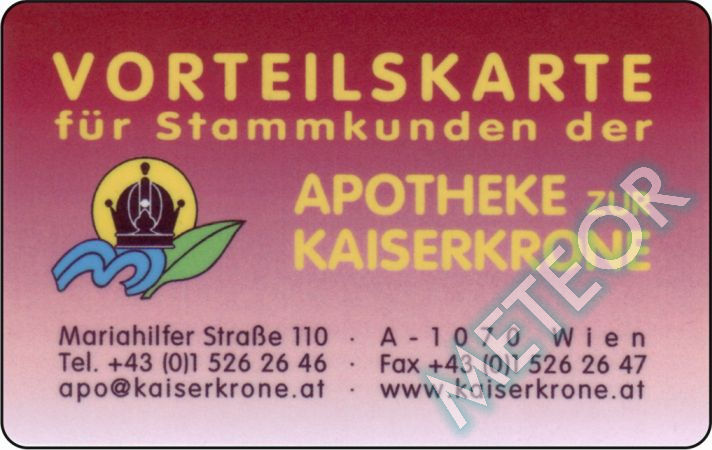 VORTEILSKARTE
für Stammkunden der
APOTHEKE ZUR
KAISERKRONE
Mariahilfer Straße 110 · A - 1070 Wien
Tel. +43 (0)1 526 26 46 · Fax +43 (0)1 526 26 47
apo@kaiserkrone.at · www.kaiserkrone.at
METEOR